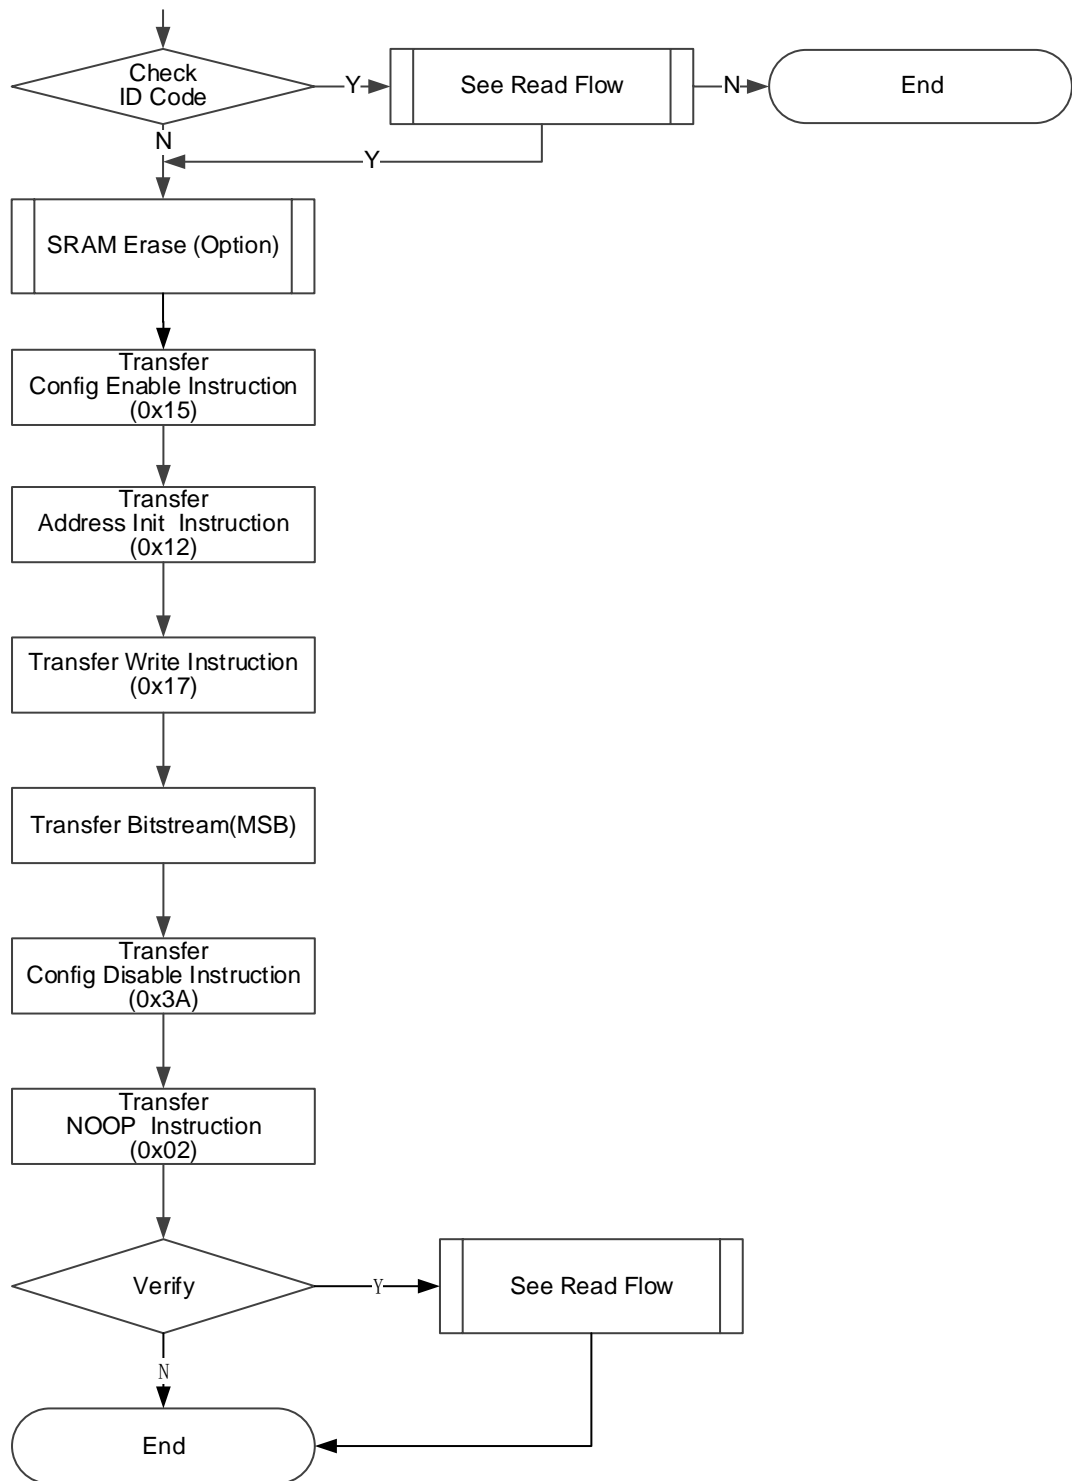 Check
ID Code
Y
See Read Flow
N
End
N
Y
SRAM Erase (Option)
Transfer
Config Enable Instruction
(0x15)
Transfer
Address Init  Instruction
(0x12)
Transfer Write Instruction
(0x17)
Transfer Bitstream(MSB)
Transfer
Config Disable Instruction
(0x3A)
Transfer
NOOP  Instruction
(0x02)
Verify
Y
See Read Flow
N
End